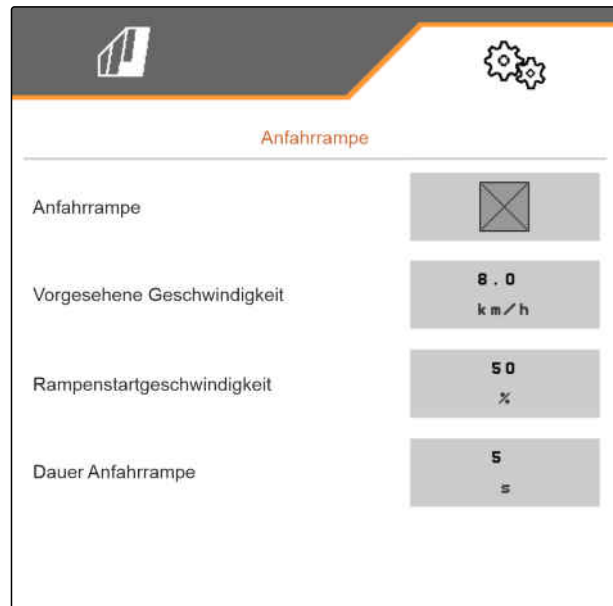 Anfahrrampe
Anfahrrampe
Vorgesehene Geschwindigkeit
8.0
km/h
Rampenstartgeschwindigkeit
50
%
Dauer Anfahrrampe
5
s